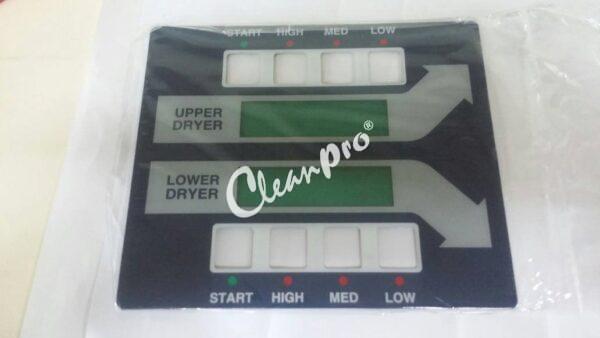 START HIGH MED LOW
UPPER
DRYER
CleanPro®
LOWER
DRYER
START HIGH MED LOW